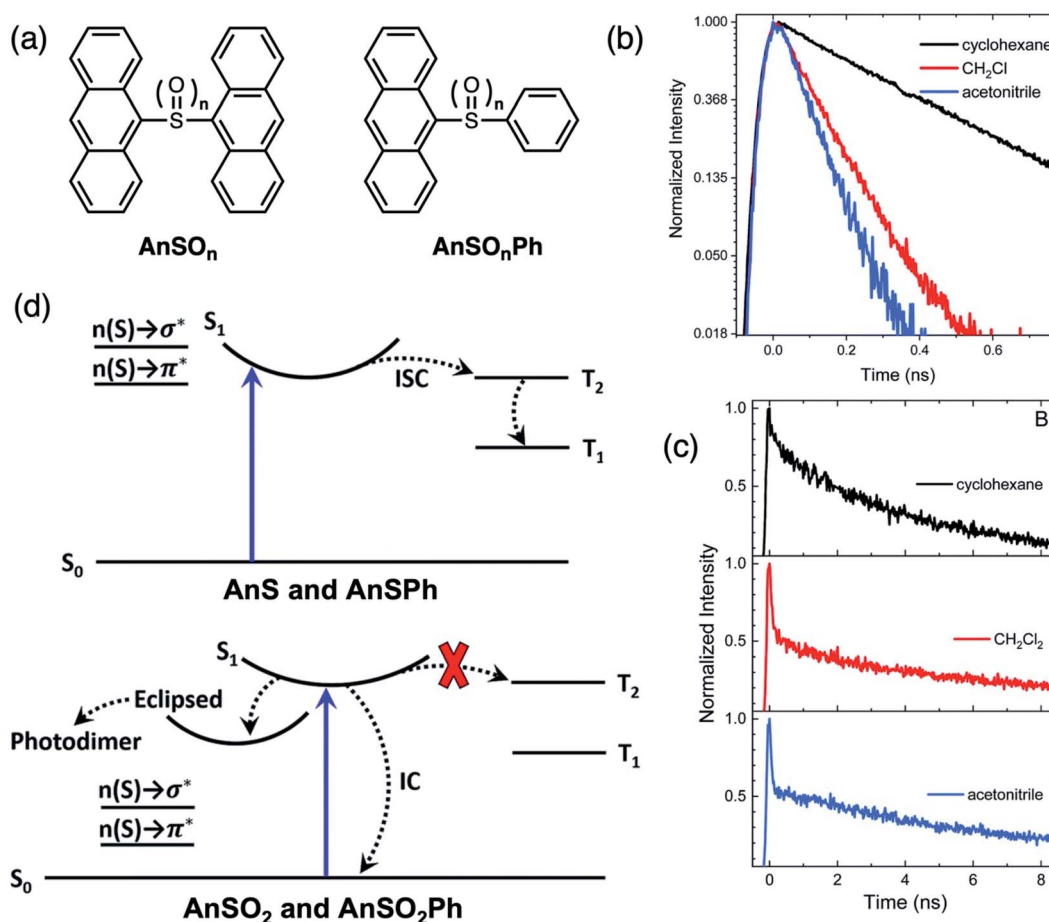 (a)
(O)n
S
AnSOn
(O)n
S
AnSOnPh
(b)
Normalized Intensity
1.000
0.368
0.135
0.050
0.018
cyclohexane
CH2Cl
acetonitrile
0.0 0.2 0.4 0.6
Time (ns)
(d)
n(S)→σ*
n(S)→π*
S1
ISC
T2
T1
S0
AnS and AnSPh
S1
Eclipsed
Photodimer
n(S)→σ*
n(S)→π*
IC
T2
T1
S0
AnSO2 and AnSO2Ph
(c)
Normalized Intensity
B
1.0
0.5
cyclohexane
1.0
0.5
CH2Cl2
1.0
0.5
acetonitrile
0 2 4 6 8
Time (ns)